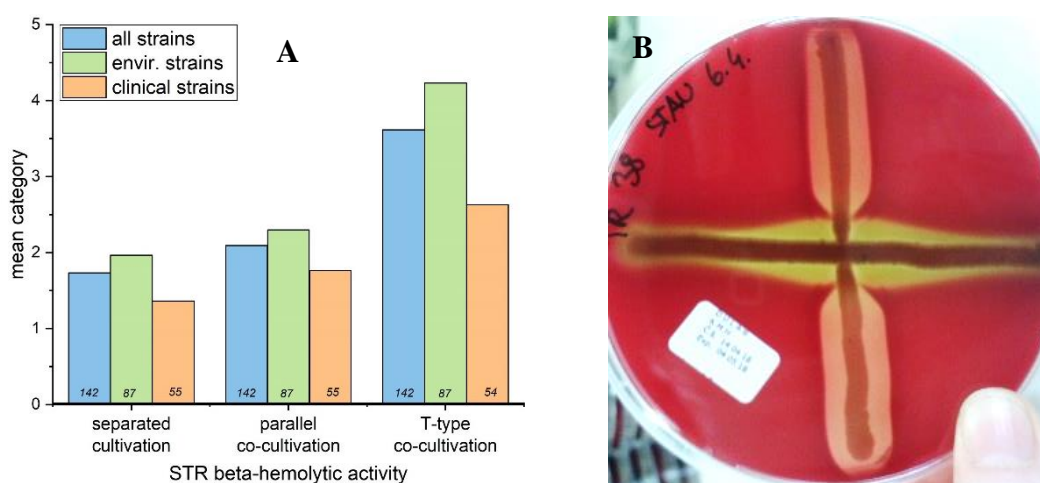 5
4
3
2
1
0
mean category
all strains
envir. strains
clinical strains
A
142
87
55
142
87
55
142
87
54
separated
cultivation
parallel
co-cultivation
T-type
co-cultivation
STR beta-hemolytic activity
B
38 STAU 6.4.